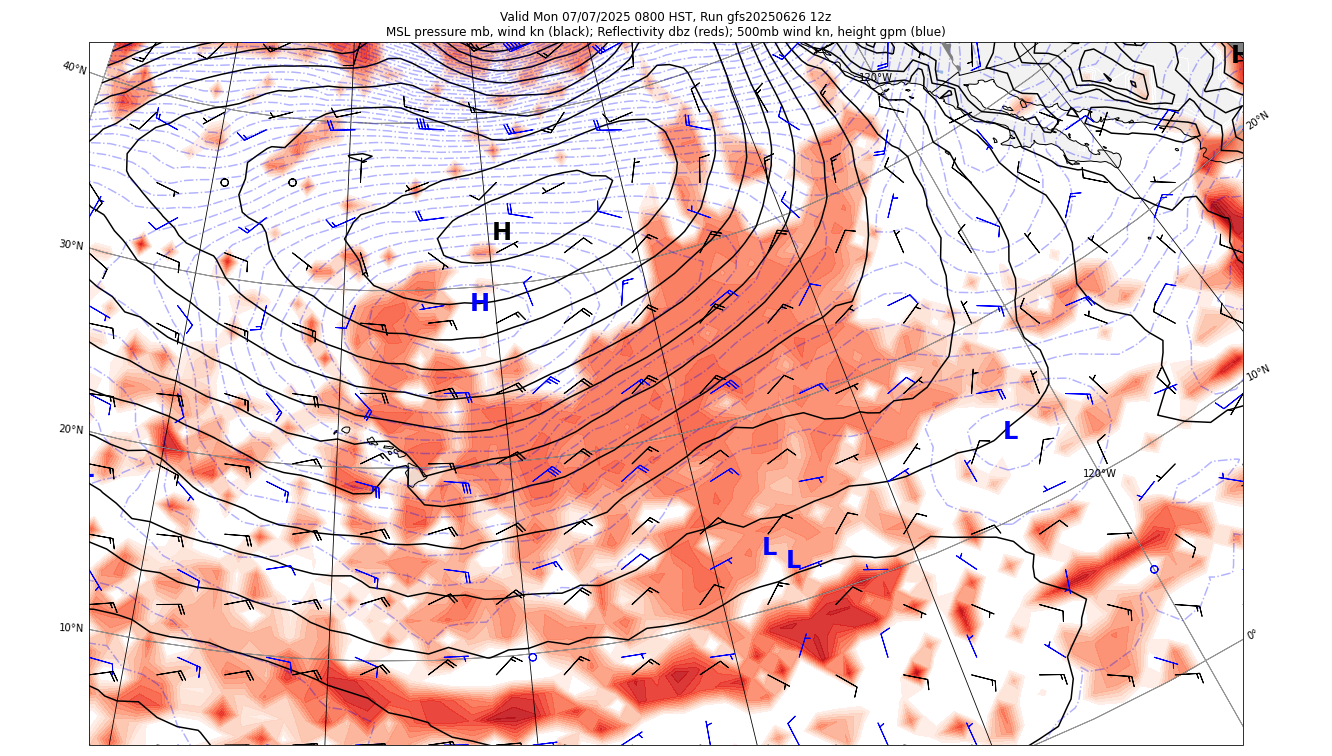 Valid Mon 07/07/2025 0800 HST, Run gfs20250626 12z
MSL pressure mb, wind kn (black); Reflectivity dbz (reds); 500mb wind kn, height gpm (blue)
H
40°N
120°W
20°N
H
30°N
H
10°N
20°N
L
120°W
L
L
10°N
0°